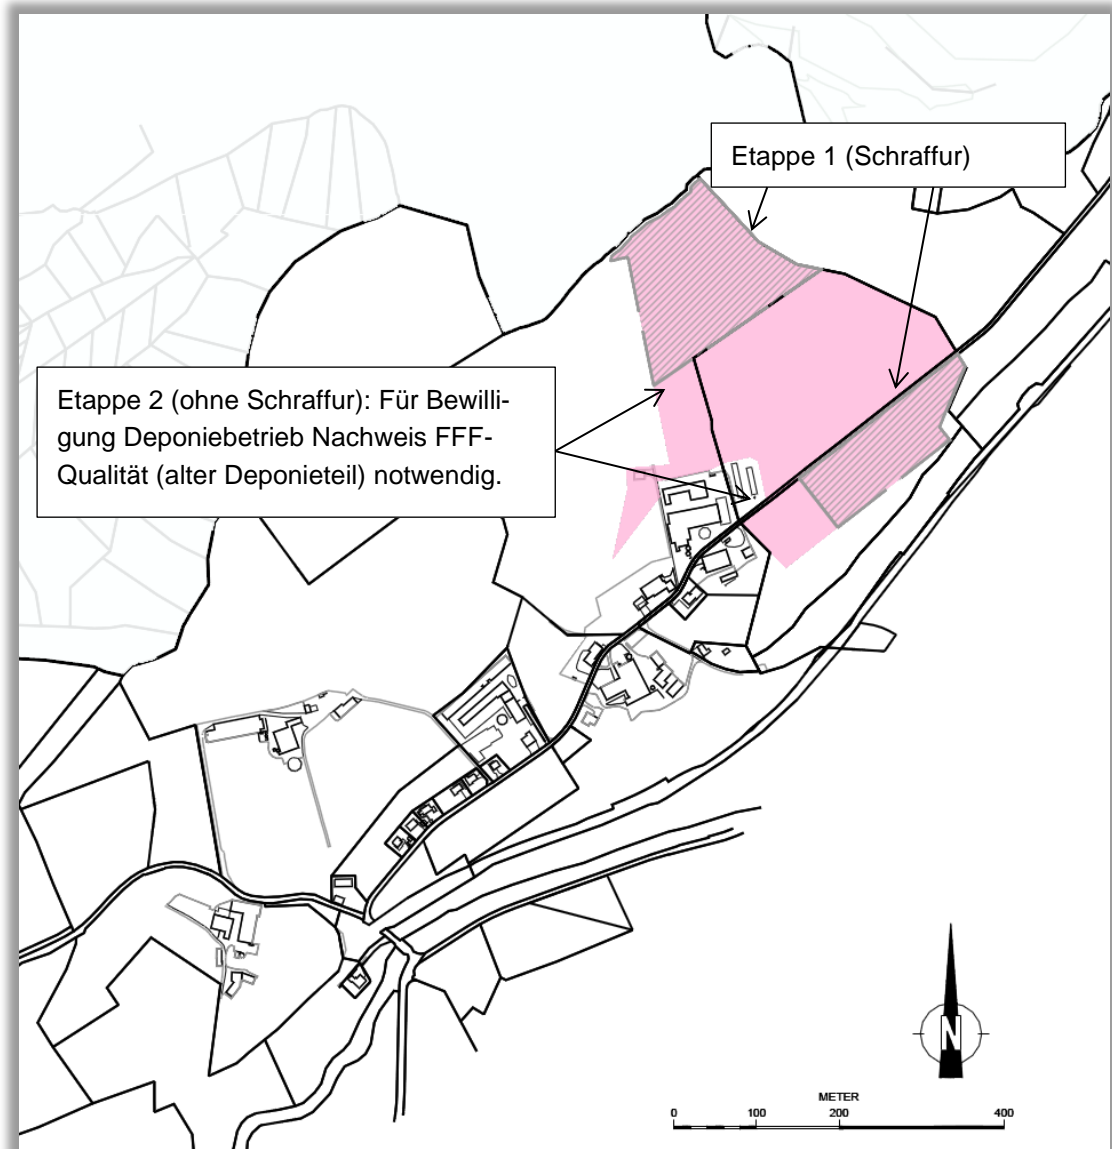 Etappe 1 (Schraffur)
Etappe 2 (ohne Schraffur): Für Bewilli-
gung Deponiebetrieb Nachweis FFF-
Qualität (alter Deponieteil) notwendig.
N
METER
0 100 200 400